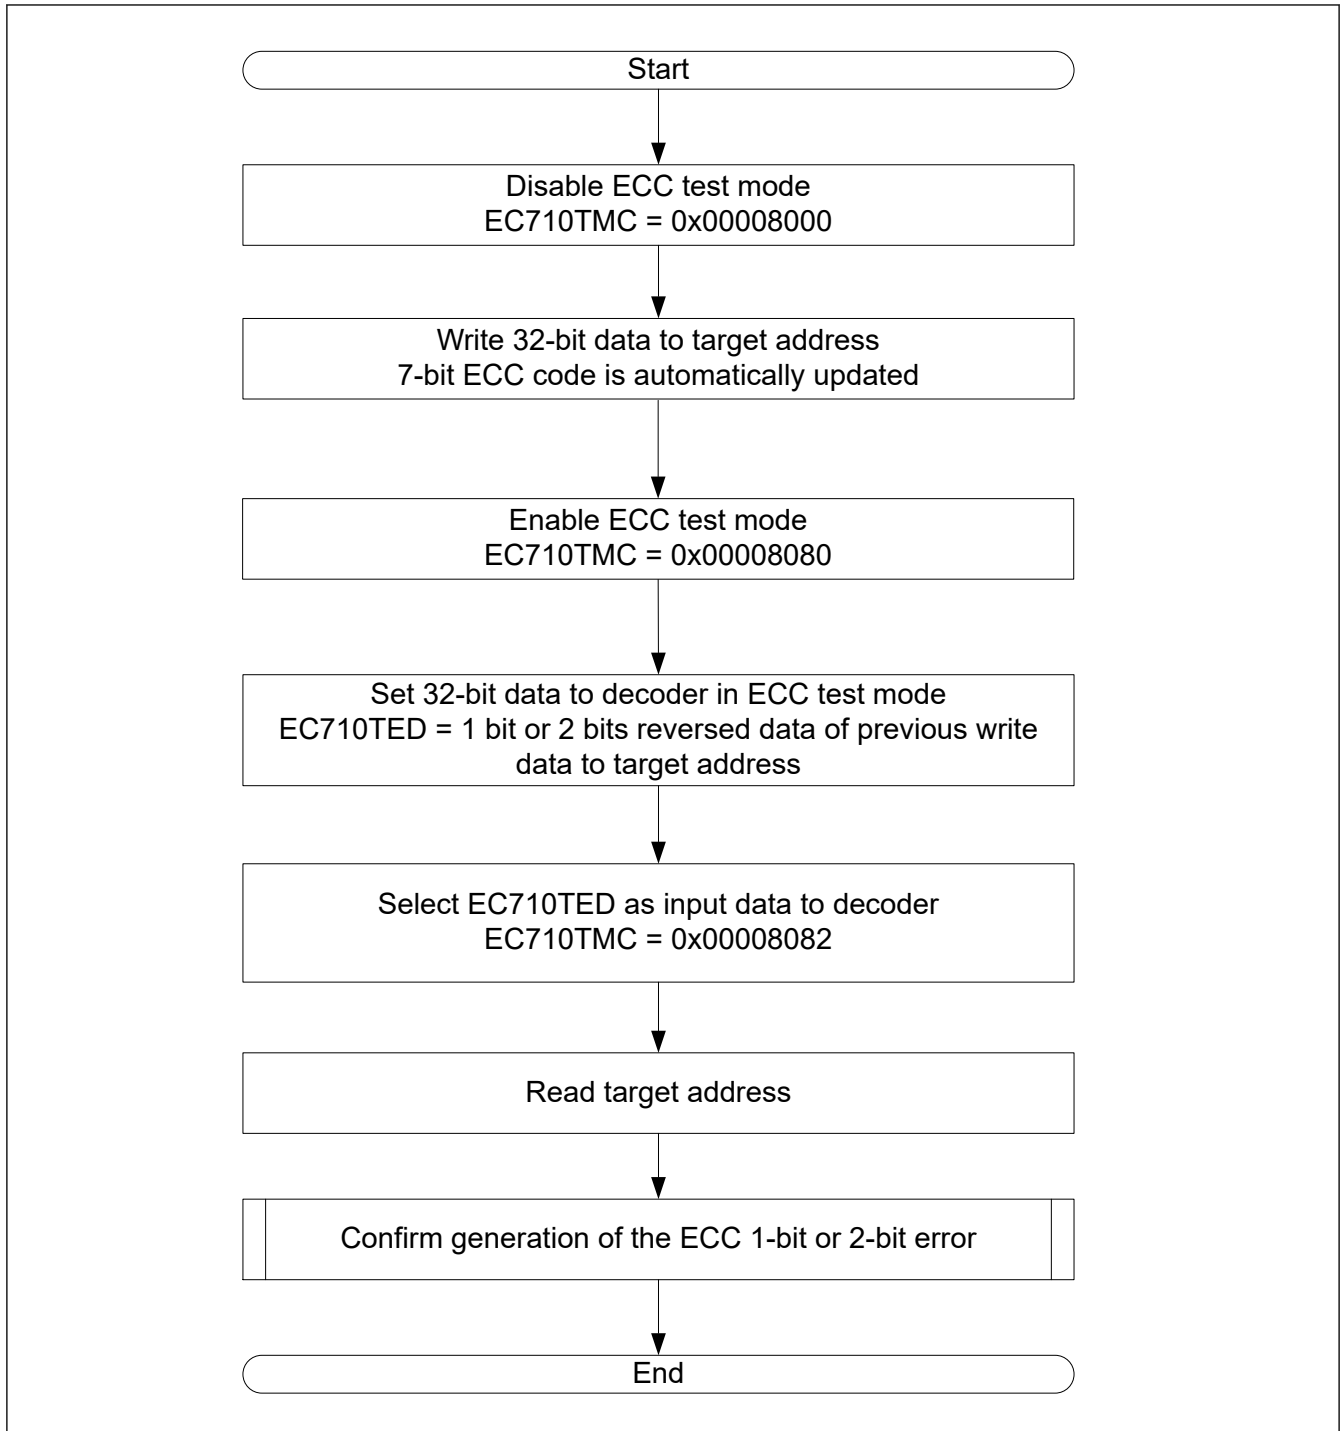 Start
Disable ECC test mode
EC710TMC = 0x00008000
Write 32-bit data to target address
7-bit ECC code is automatically updated
Enable ECC test mode
EC710TMC = 0x00008080
Set 32-bit data to decoder in ECC test mode
EC710TED = 1 bit or 2 bits reversed data of previous write
data to target address
Select EC710TED as input data to decoder
EC710TMC = 0x00008082
Read target address
Confirm generation of the ECC 1-bit or 2-bit error
End